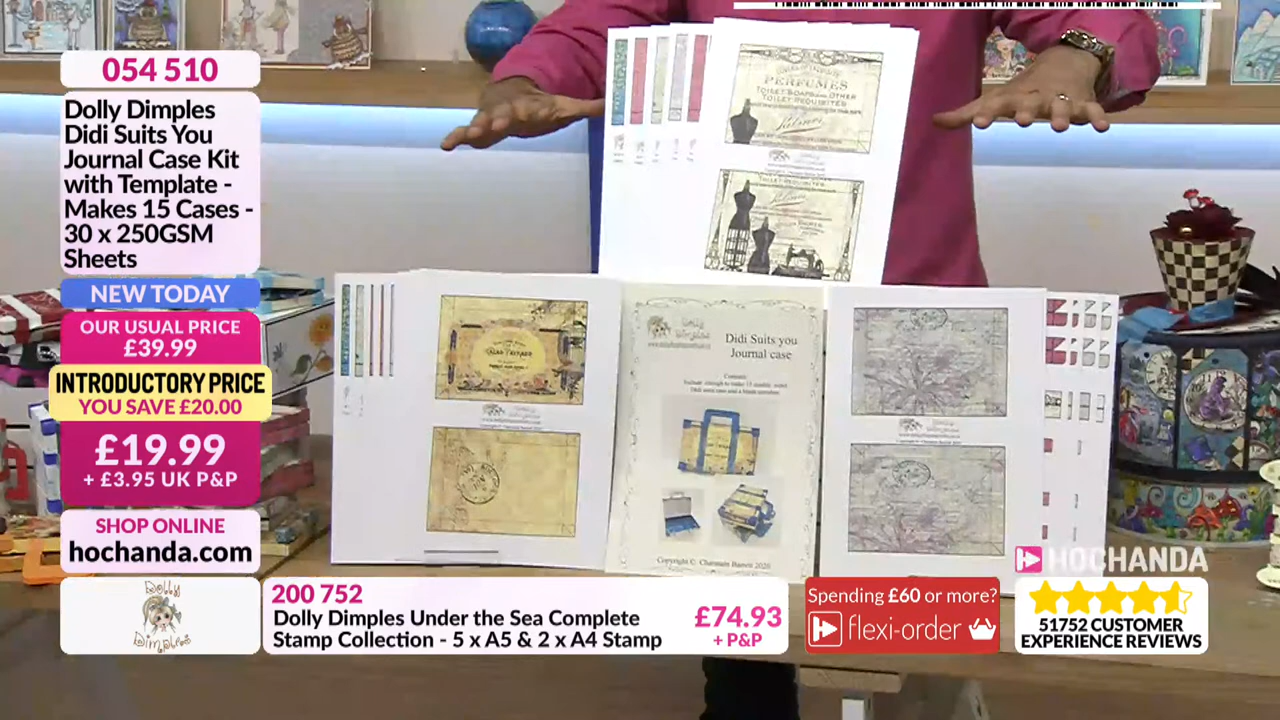 054 510
Dolly Dimples
Didi Suits You
Journal Case Kit
with Template -
Makes 15 Cases -
30 x 250GSM
Sheets
NEW TODAY
OUR USUAL PRICE
£39.99
INTRODUCTORY PRICE
YOU SAVE £20.00
£19.99
+ £3.95 UK P&P
SHOP ONLINE
hochanda.com
PERFUMES
TOILET SOAPS AND OTHER
TOILET REQUISITES
TOILET REQUISITES
Didi Suits you
Journal case
Copyright C. Charmain Barrett 2020
HOCHANDA
Dolly
Dimples
200 752
Dolly Dimples Under the Sea Complete
Stamp Collection - 5 x A5 & 2 x A4 Stamp
£74.93
+ P&P
Spending £60 or more?
flexi-order
51752 CUSTOMER
EXPERIENCE REVIEWS